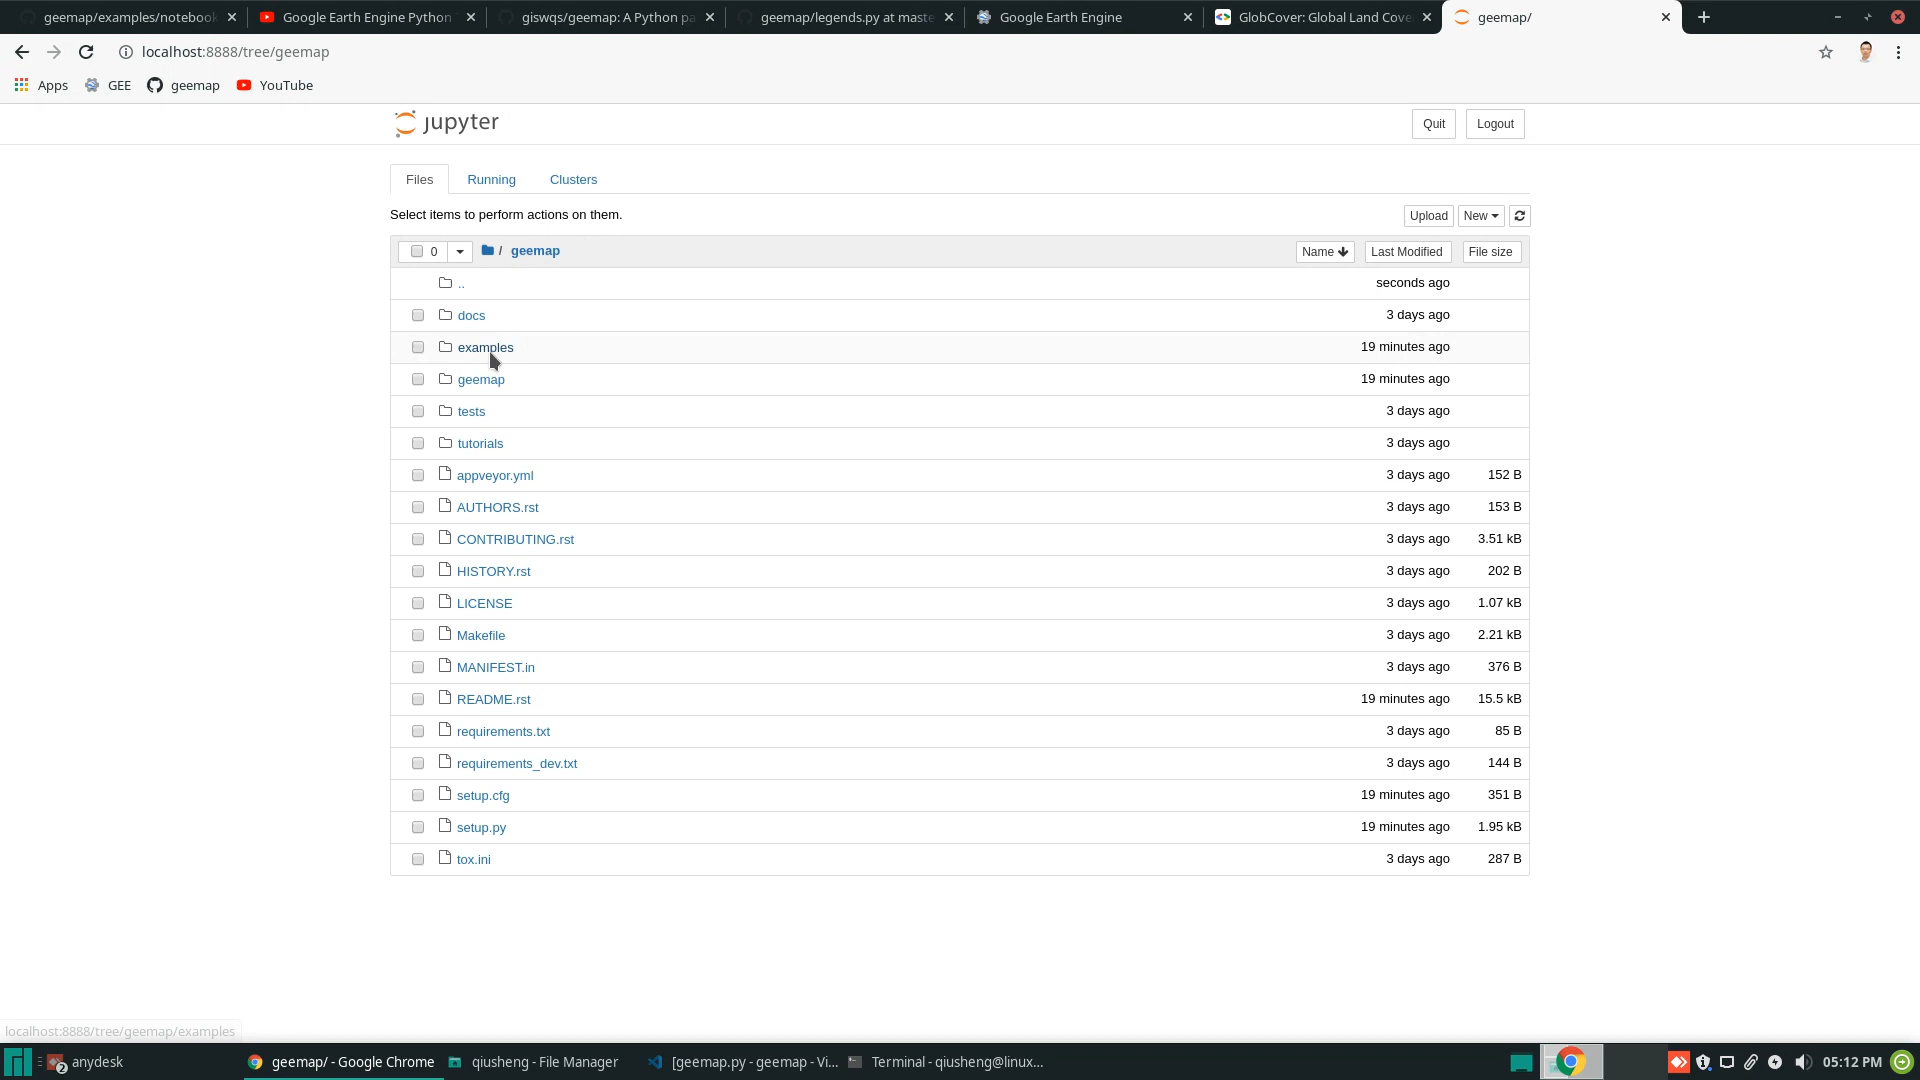 geemap/examples/notebook
Google Earth Engine Python
giswqs/geemap: A Python pa
geemap/legends.py at maste
Google Earth Engine
GlobCover: Global Land Cove
geemap/
localhost:8888/tree/geemap
Apps
GEE
geemap
YouTube
jupyter
Quit
Logout
Files
Running
Clusters
Select items to perform actions on them.
Upload
New
0
/ geemap
Name
Last Modified
File size
.. seconds ago
docs 3 days ago
examples 19 minutes ago
geemap 19 minutes ago
tests 3 days ago
tutorials 3 days ago
appveyor.yml 3 days ago 152 B
AUTHORS.rst 3 days ago 153 B
CONTRIBUTING.rst 3 days ago 3.51 kB
HISTORY.rst 3 days ago 202 B
LICENSE 3 days ago 1.07 kB
Makefile 3 days ago 2.21 kB
MANIFEST.in 3 days ago 376 B
README.rst 19 minutes ago 15.5 kB
requirements.txt 3 days ago 85 B
requirements_dev.txt 3 days ago 144 B
setup.cfg 19 minutes ago 351 B
setup.py 19 minutes ago 1.95 kB
tox.ini 3 days ago 287 B
localhost:8888/tree/geemap/examples
2
anydesk
geemap/ - Google Chrome
qiusheng - File Manager
[geemap.py - geemap - Vi...
Terminal - qiusheng@linux...
05:12 PM